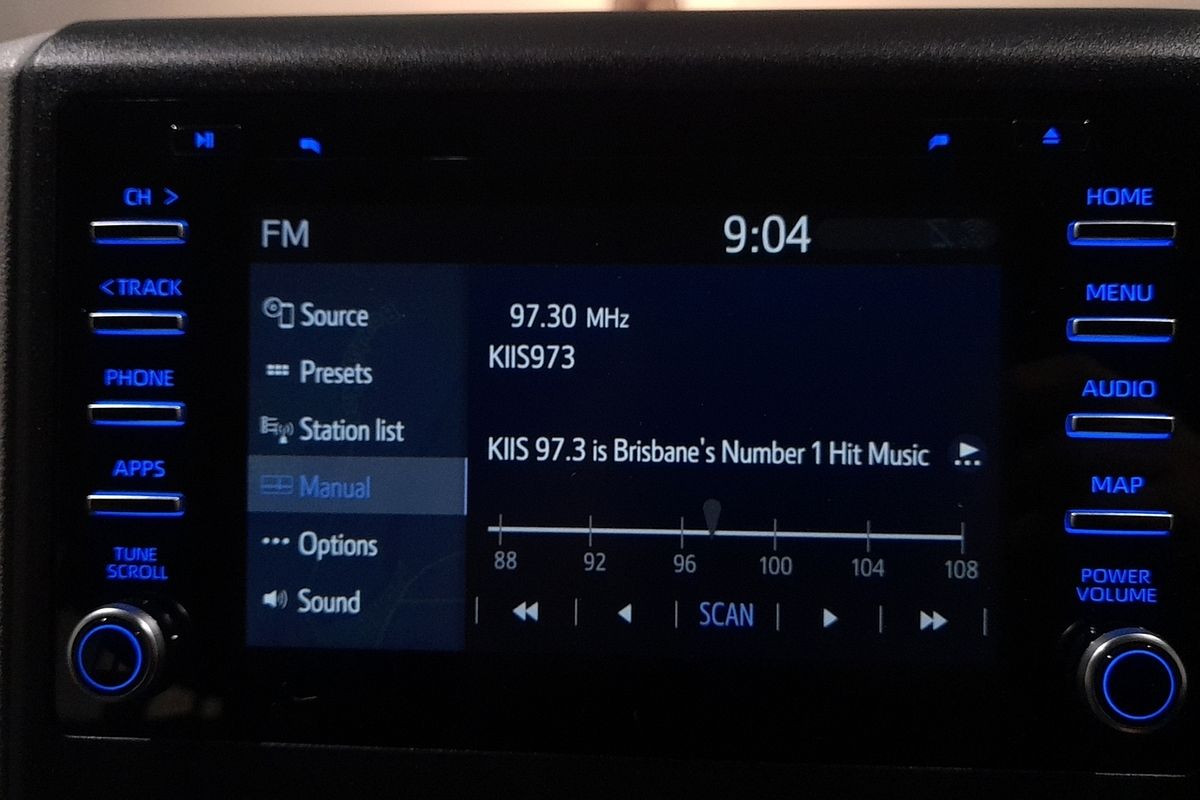 CH >
HOME
FM
9:04
< TRACK
MENU
Source
97.30 MHz
KIIS973
Presets
PHONE
AUDIO
Station list
KIIS 97.3 is Brisbane's Number 1 Hit Music
APPS
Manual
MAP
Options
88 92 96 100 104 108
TUNE
SCROLL
POWER
VOLUME
Sound
SCAN